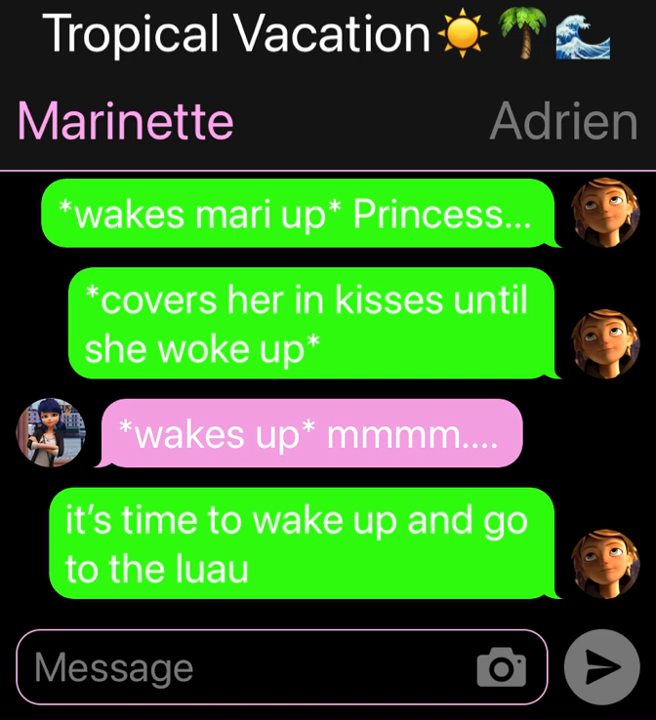 Tropical Vacation☀️🌴🌊
Marinette
Adrien
*wakes mari up* Princess...
*covers her in kisses until
she woke up*
*wakes up* mmmm....
it’s time to wake up and go
to the luau
Message